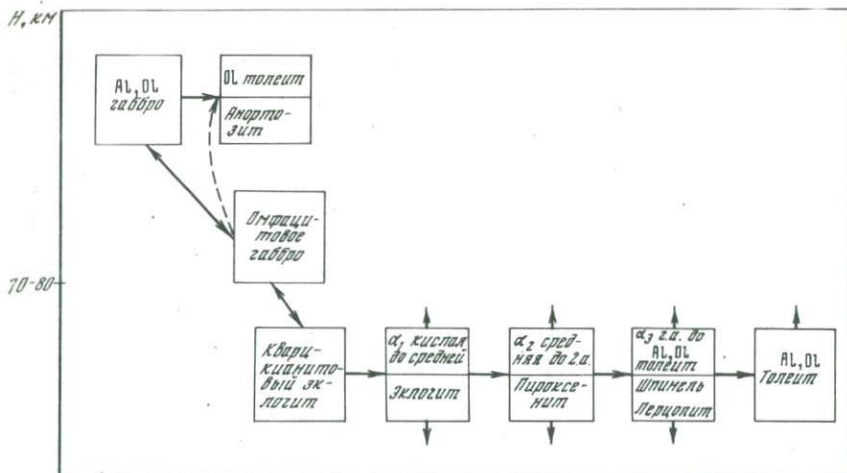 Н, км
Al, Ol
габбро
Ol толеит
Анорто-
зит
Омфаци-
товое
габбро
70-80
Кварц-
кианито-
вый эк-
логит
α₁ кислая
до средней
Эклогит
α₂ сред-
няя до г.а.
Пироксе-
нит
α₃ г.а. до
Al, Ol
толеит
Шпинель
Лерцолит
Al, Ol
Толеит